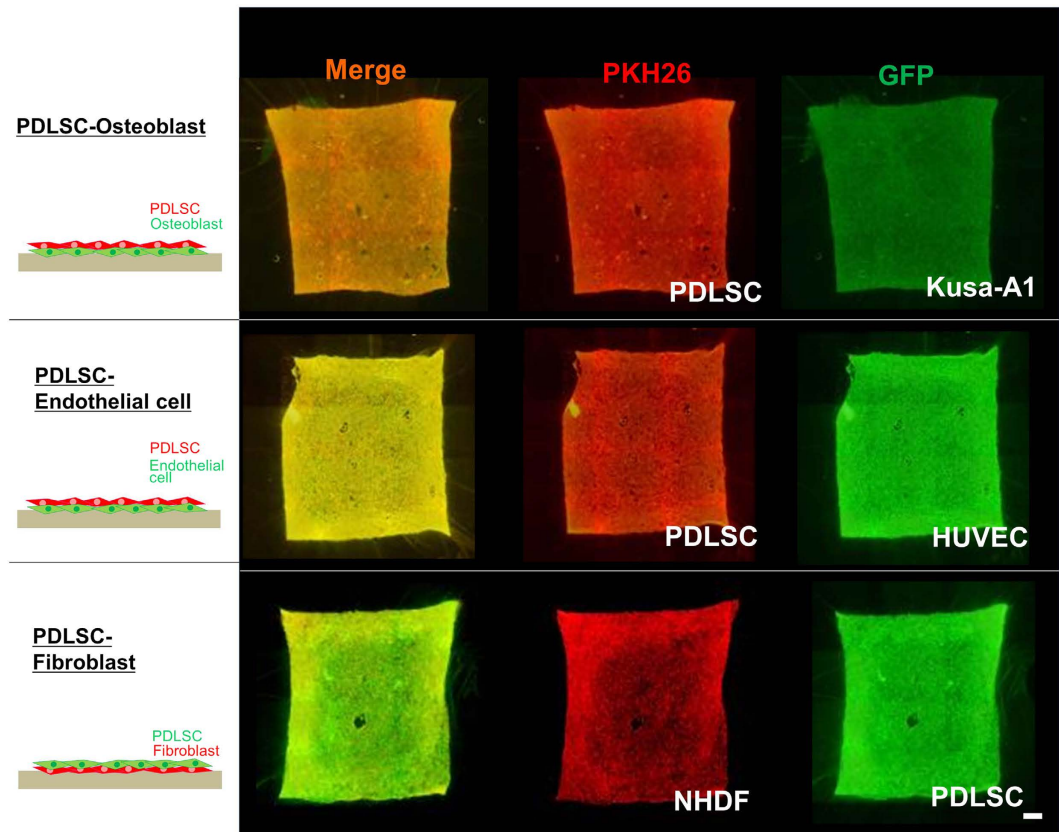 Merge
PKH26
GFP
PDLSC-Osteoblast
PDLSC
Osteoblast
PDLSC
Kusa-A1
PDLSC-
Endothelial cell
PDLSC
Endothelial
cell
PDLSC
HUVEC
PDLSC-
Fibroblast
PDLSC
Fibroblast
NHDF
PDLSC